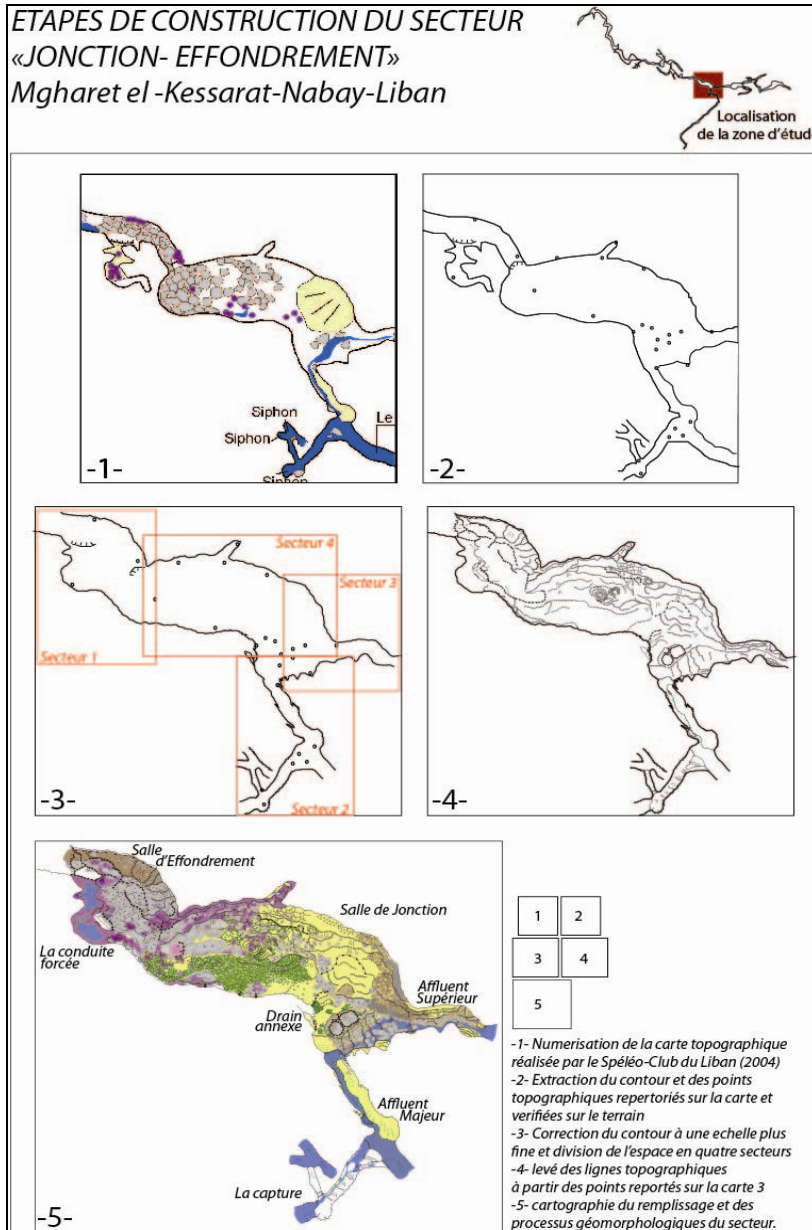 ETAPES DE CONSTRUCTION DU SECTEUR
«JONCTION- EFFONDREMENT»
Mgharet el -Kessarat-Nabay-Liban
Localisation
de la zone d'étud
Siphon
Siphon
Siphon
Le
-1-
-2-
Secteur 4
Secteur 3
Secteur 1
Secteur 2
-3-
-4-
Salle
d'Effondrement
Salle de Jonction
La conduite
forcée
Affluent
Supérieur
Drain
annexe
Affluent
Majeur
La capture
-5-
1 2
3 4
5
-1- Numerisation de la carte topographique
réalisée par le Spéléo-Club du Liban (2004)
-2- Extraction du contour et des points
topographiques repertoriés sur la carte et
verifiées sur le terrain
-3- Correction du contour à une echelle plus
fine et division de l'espace en quatre secteurs
-4- levé des lignes topographiques
à partir des points reportés sur la carte 3
-5- cartographie du remplissage et des
processus géomorphologiques du secteur.